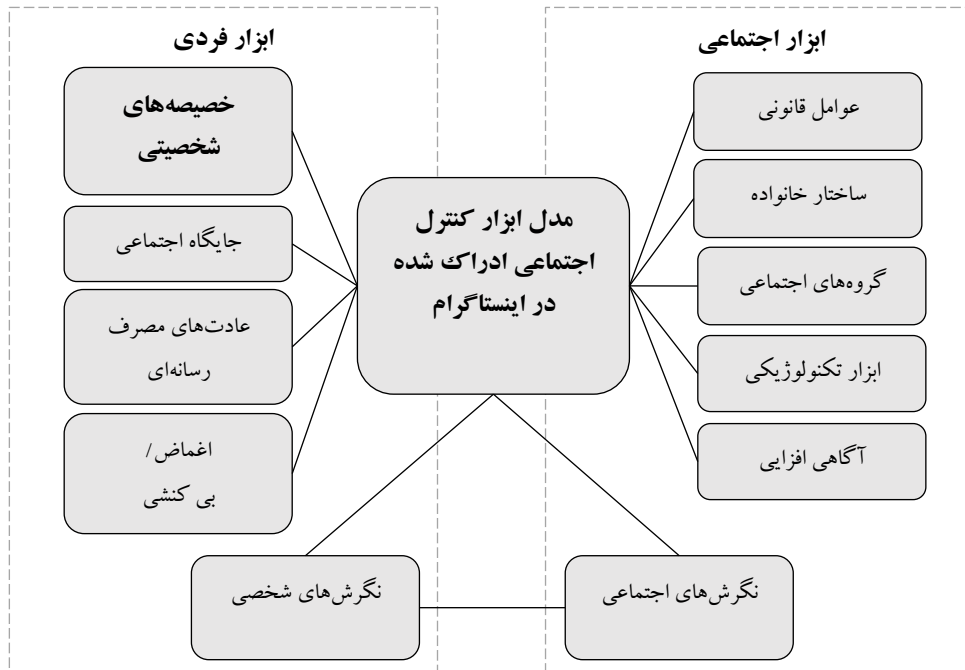 ابزار اجتماعی
عوامل قانونی
ساختار خانواده
گروه‌های اجتماعی
ابزار تکنولوژیکی
آگاهی افزایی
مدل ابزار کنترل
اجتماعی ادراک شده
در اینستاگرام
ابزار فردی
خصیصه‌های
شخصیتی
جایگاه اجتماعی
عادت‌های مصرف
رسانه‌ای
اغماض/
بی کنشی
نگرش‌های اجتماعی
نگرش‌های شخصی